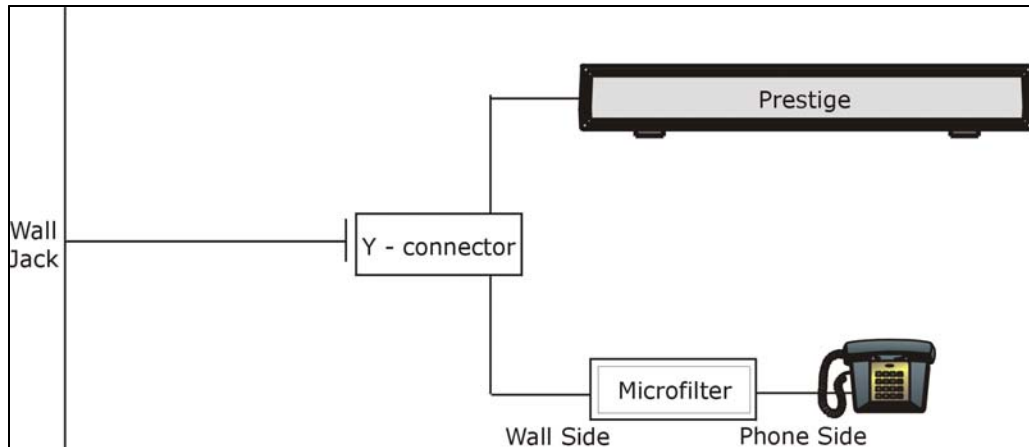 Prestige
Wall
Jack
Y - connector
Microfilter
Wall Side
Phone Side